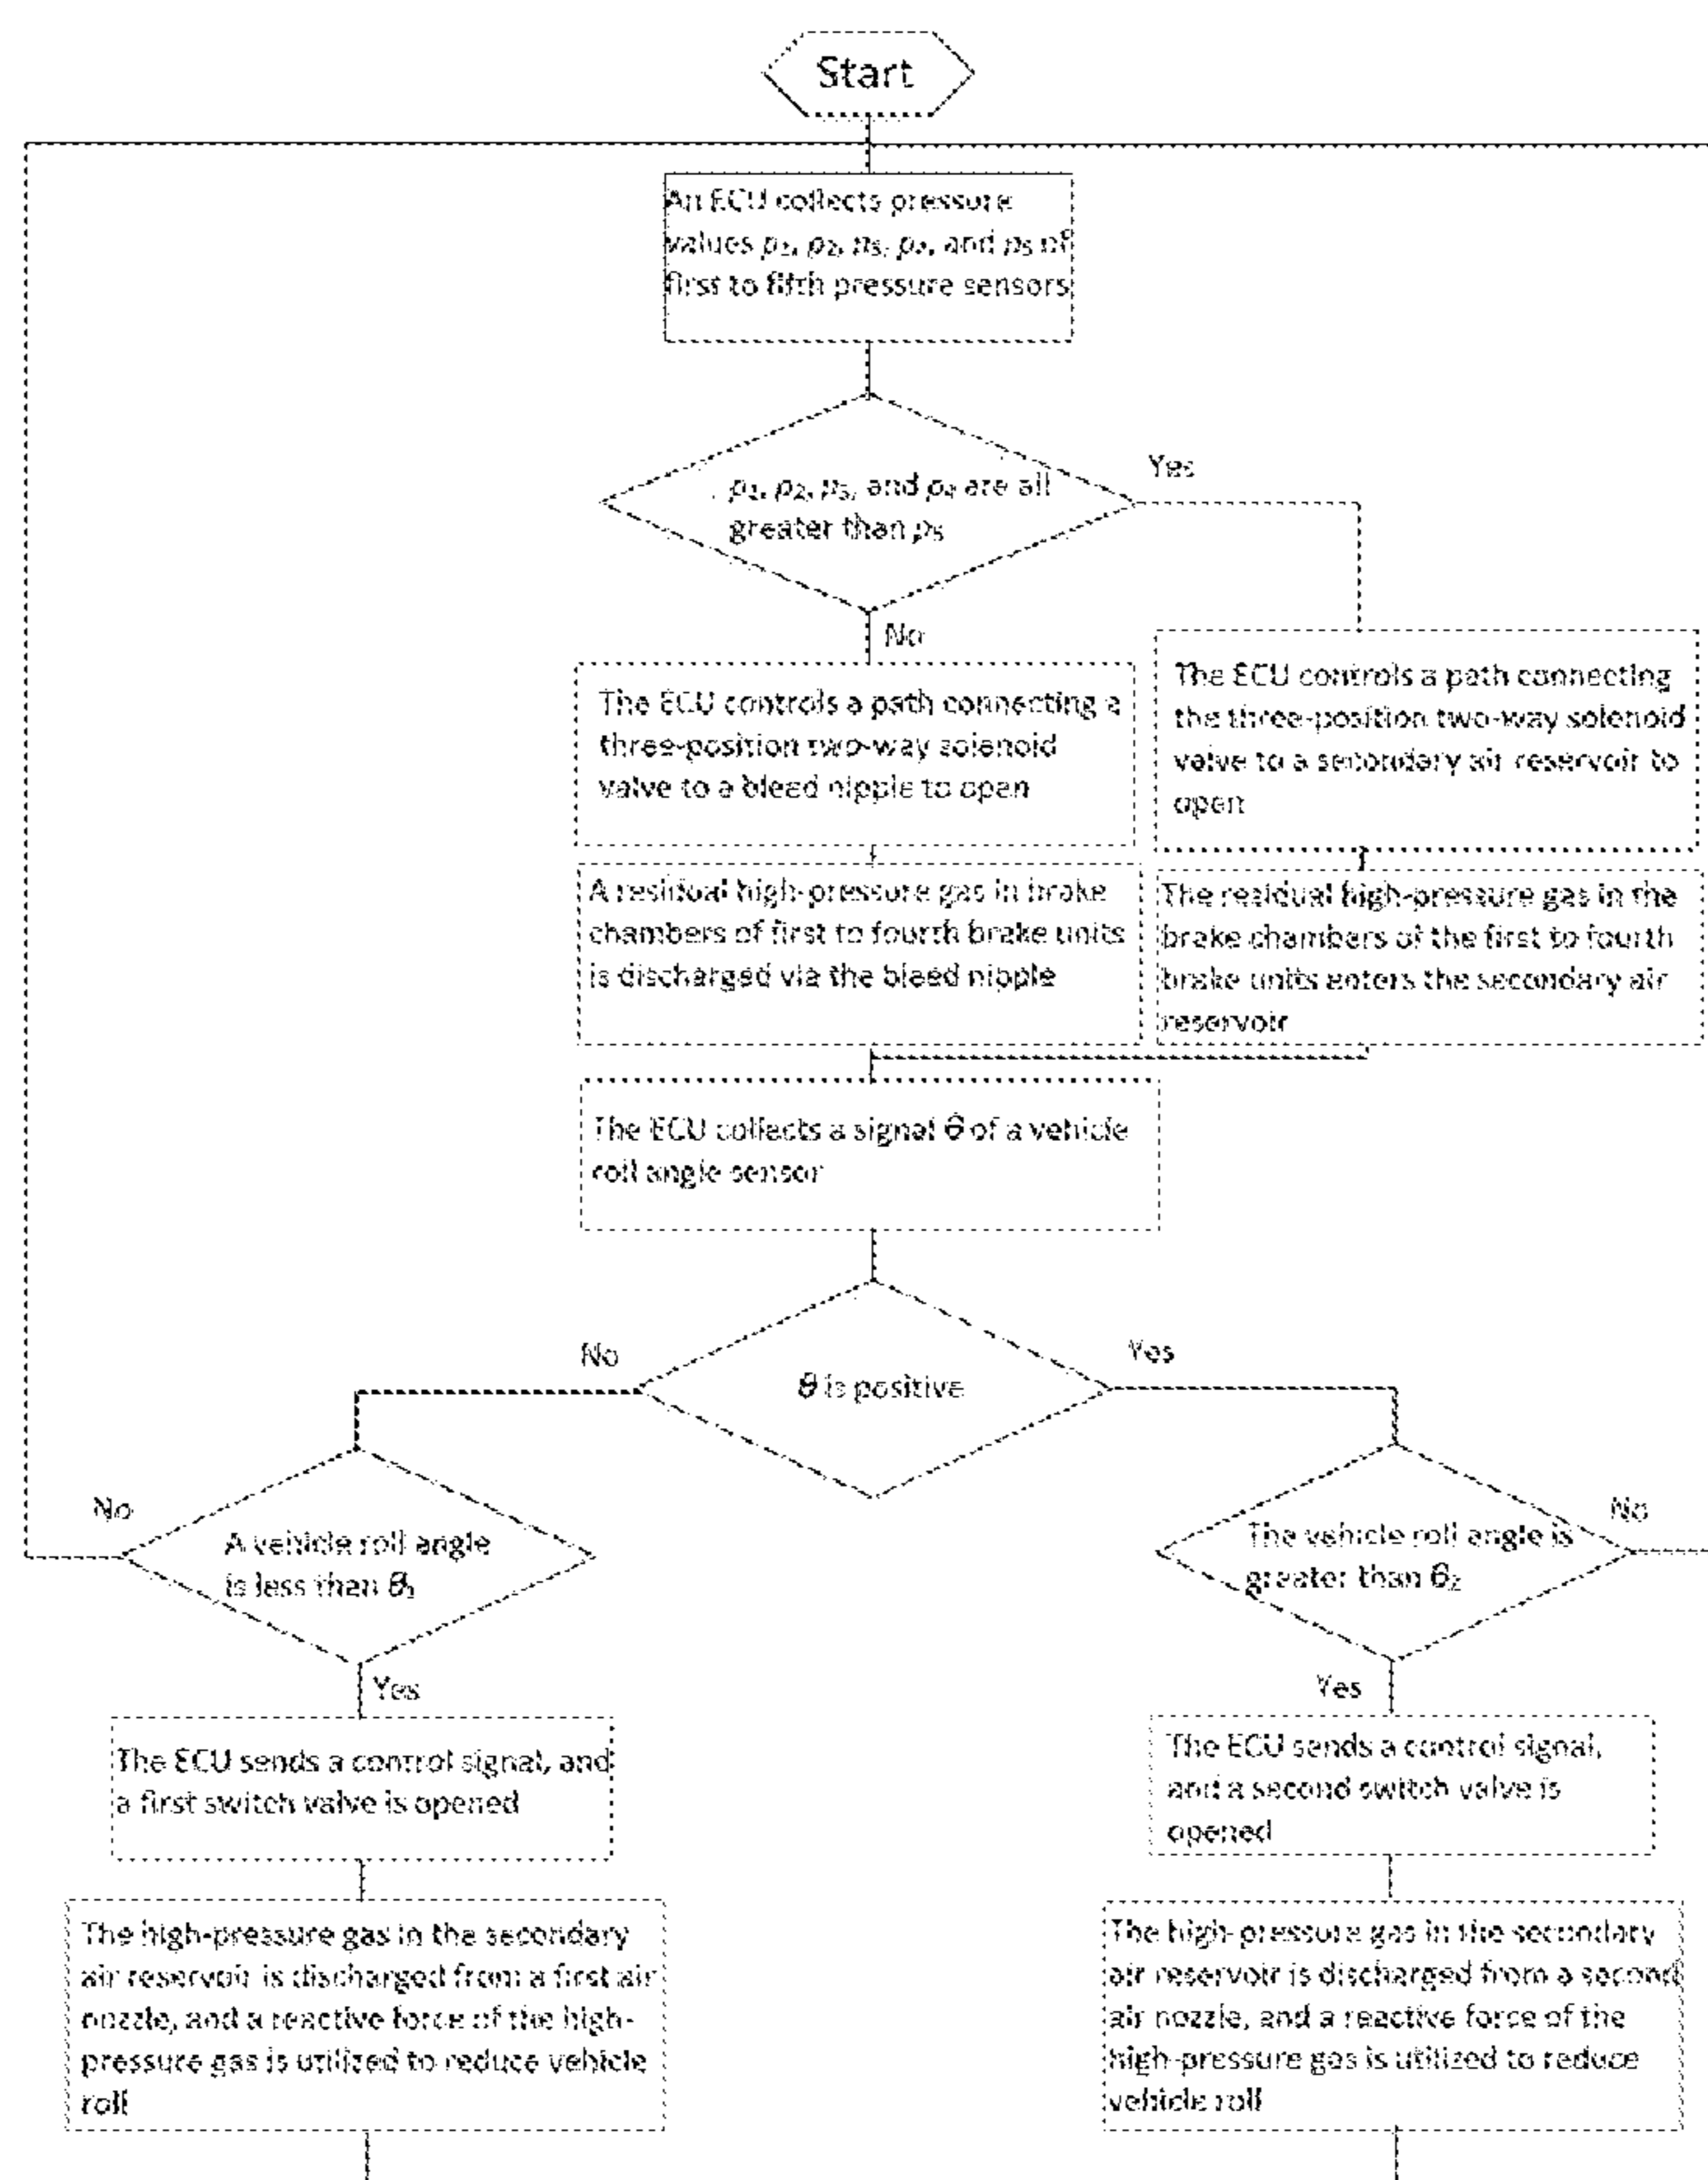 Start
An ECU collects pressure
values p₁, p₂, p₃, p₄, and p₅ of
first to fifth pressure sensors
p₁, p₂, p₃, and p₄ are all
greater than p₅
Yes
No
The ECU controls a path connecting a
three-position two-way solenoid
valve to a bleed nipple to open
The ECU controls a path connecting
the three-position two-way solenoid
valve to a secondary air reservoir to
open
A residual high-pressure gas in brake
chambers of first to fourth brake units
is discharged via the bleed nipple
The residual high-pressure gas in the
brake chambers of the first to fourth
brake units enters the secondary air
reservoir
The ECU collects a signal θ of a vehicle
roll angle sensor
No
θ is positive
Yes
No
A vehicle roll angle
is less than θ₁
Yes
The vehicle roll angle is
greater than θ₂
No
Yes
The ECU sends a control signal, and
a first switch valve is opened
The ECU sends a control signal,
and a second switch valve is
opened
The high-pressure gas in the secondary
air reservoir is discharged from a first air
nozzle, and a reactive force of the high-
pressure gas is utilized to reduce vehicle
roll
The high-pressure gas in the secondary
air reservoir is discharged from a second
air nozzle, and a reactive force of the
high-pressure gas is utilized to reduce
vehicle roll